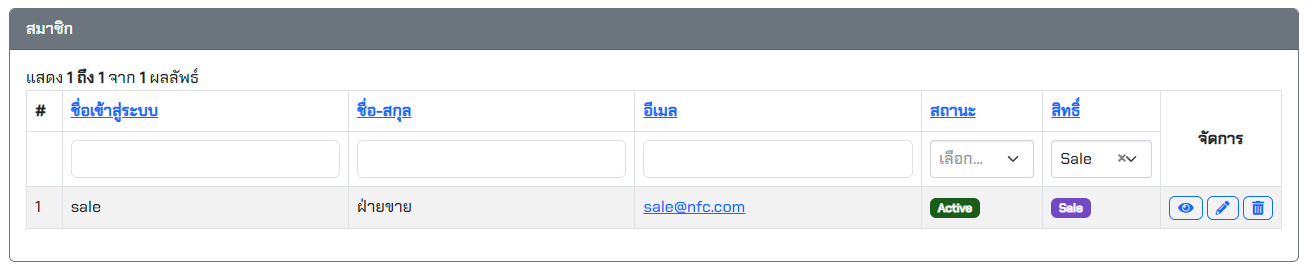 สมาชิก
แสดง 1 ถึง 1 จาก 1 ผลลัพธ์
# ชื่อเข้าสู่ระบบ ชื่อ-สกุล อีเมล สถานะ สิทธิ์ จัดการ
เลือก... Sale ×
1 sale ฝ่ายขาย sale@nfc.com Active Sale